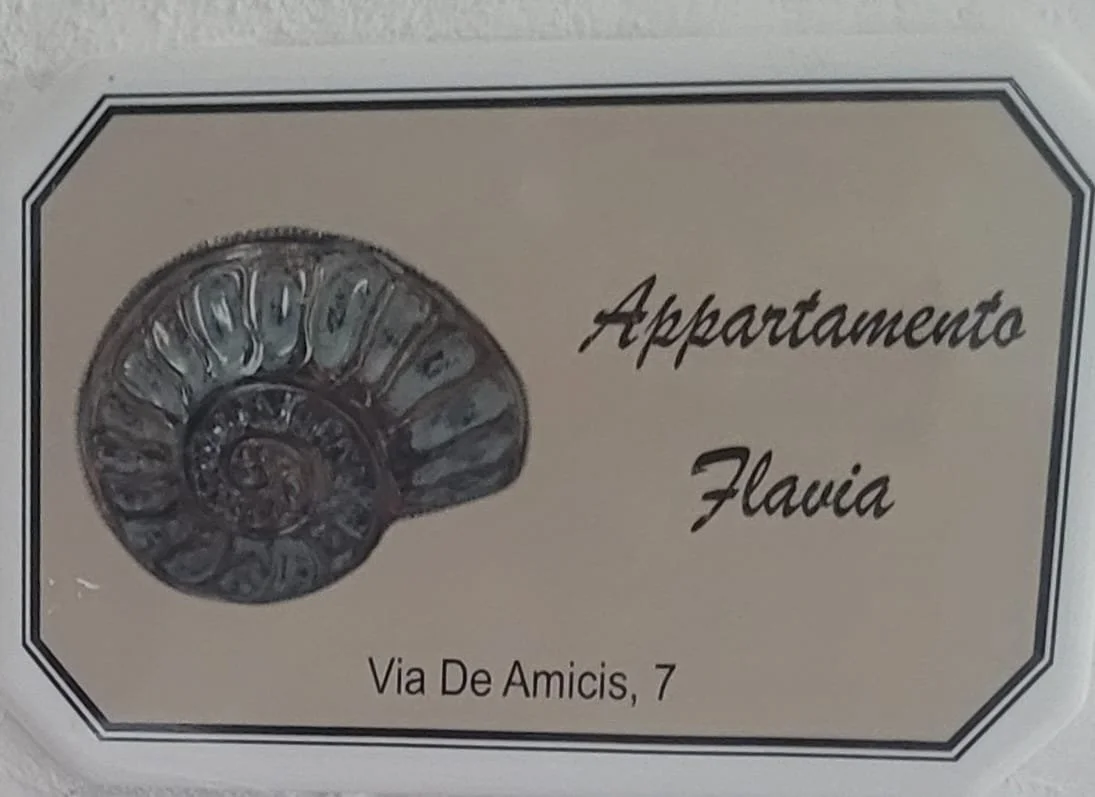 Appartamento
Flavia
Via De Amicis, 7